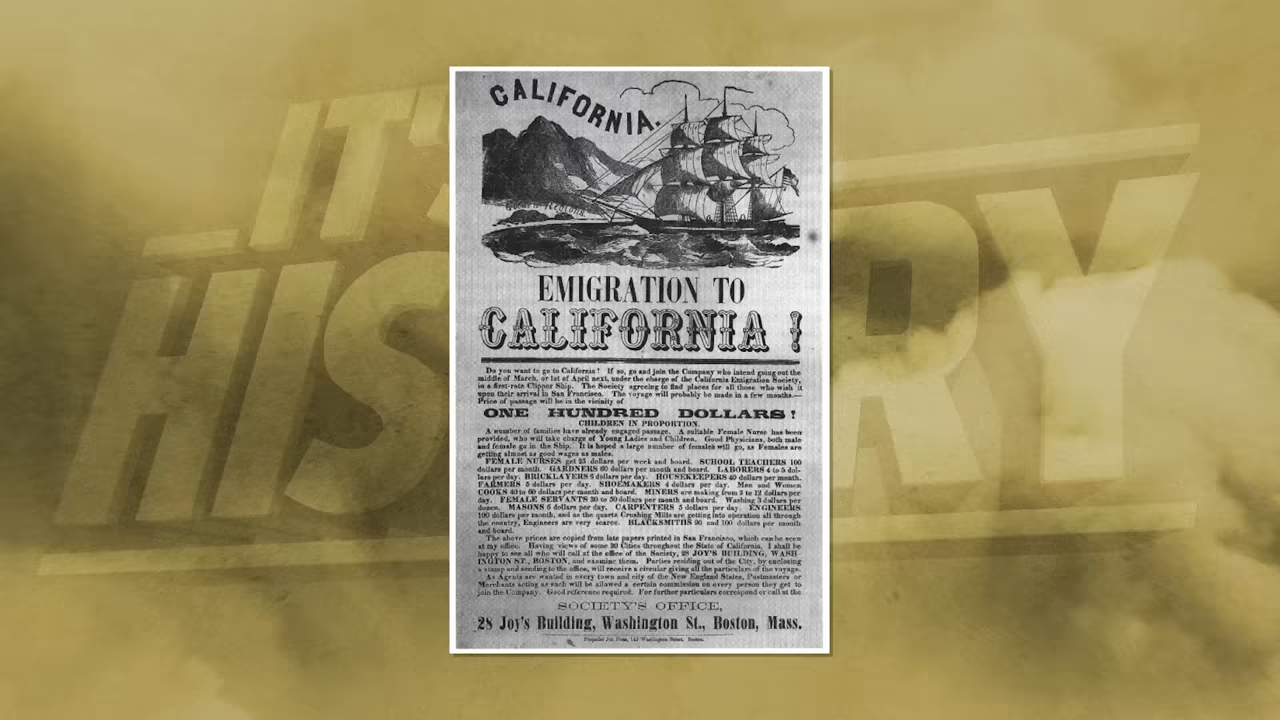 IT'S
HISTORY
CALIFORNIA.
EMIGRATION TO
CALIFORNIA !
Do you want to go to California? If so, go and join the Company who intend going out the
middle of March, or 1st of April next, under the charge of the California Emigration Society,
in a first-rate Clipper Ship. The Society agreeing to find places for all those who wish it
upon their arrival in San Francisco. The voyage will probably be made in a few months.—
Price of passage will be in the vicinity of
ONE HUNDRED DOLLARS!
CHILDREN IN PROPORTION.
A number of families have already engaged passage. A suitable Female Nurse has been
provided, who will take charge of Young Ladies and Children. Good Physicians, both male
and female go in the Ship. It is hoped a large number of females will go, as Females are
getting almost as good wages as males.
FEMALE NURSES get 25 dollars per week and board. SCHOOL TEACHERS 100
dollars per month. GARDNERS 60 dollars per month and board. LABORERS 4 to 5 dol-
lars per day. BRICKLAYERS 6 dollars per day. HOUSEKEEPERS 40 dollars per month.
FARMERS 5 dollars per day. SHOEMAKERS 4 dollars per day. Men and Women
COOKS 40 to 60 dollars per month and board. MINERS are making from 3 to 12 dollars per
day. FEMALE SERVANTS 30 to 50 dollars per month and board. Washing 3 dollars per
dozen. MASONS 6 dollars per day. CARPENTERS 5 dollars per day. ENGINEERS
100 dollars per month, and as the quartz Crushing Mills are getting into operation all through
the country, Engineers are very scarce. BLACKSMITHS 90 and 100 dollars per month
and board.
The above prices are copied from late papers printed in San Francisco, which can be seen
at my office. Having views of some 30 Cities throughout the State of California, I shall be
happy to see all who will call at the office of the Society, 28 JOY'S BUILDING, WASH-
INGTON ST., BOSTON, and examine them. Parties residing out of the City, by enclosing
a stamp and sending to the office, will receive a circular giving all the particulars of the voyage.
As Agents are wanted in every town and city of the New England States, Postmasters or
Merchants acting as such will be allowed a certain commission on every person they get to
join the Company. Good reference required. For further particulars correspond or call at the
SOCIETY'S OFFICE,
28 Joy's Building, Washington St., Boston, Mass.
Propeller Job Press, 142 Washington Street, Boston.